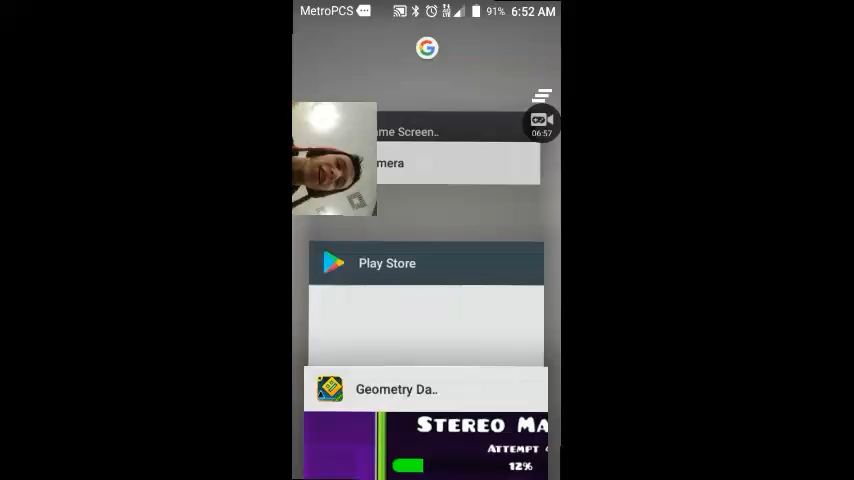 MetroPCS 91% 6:52 AM
me Screen..
06:57
mera
Play Store
Geometry Da..
STEREO MA
ATTEMPT
12%